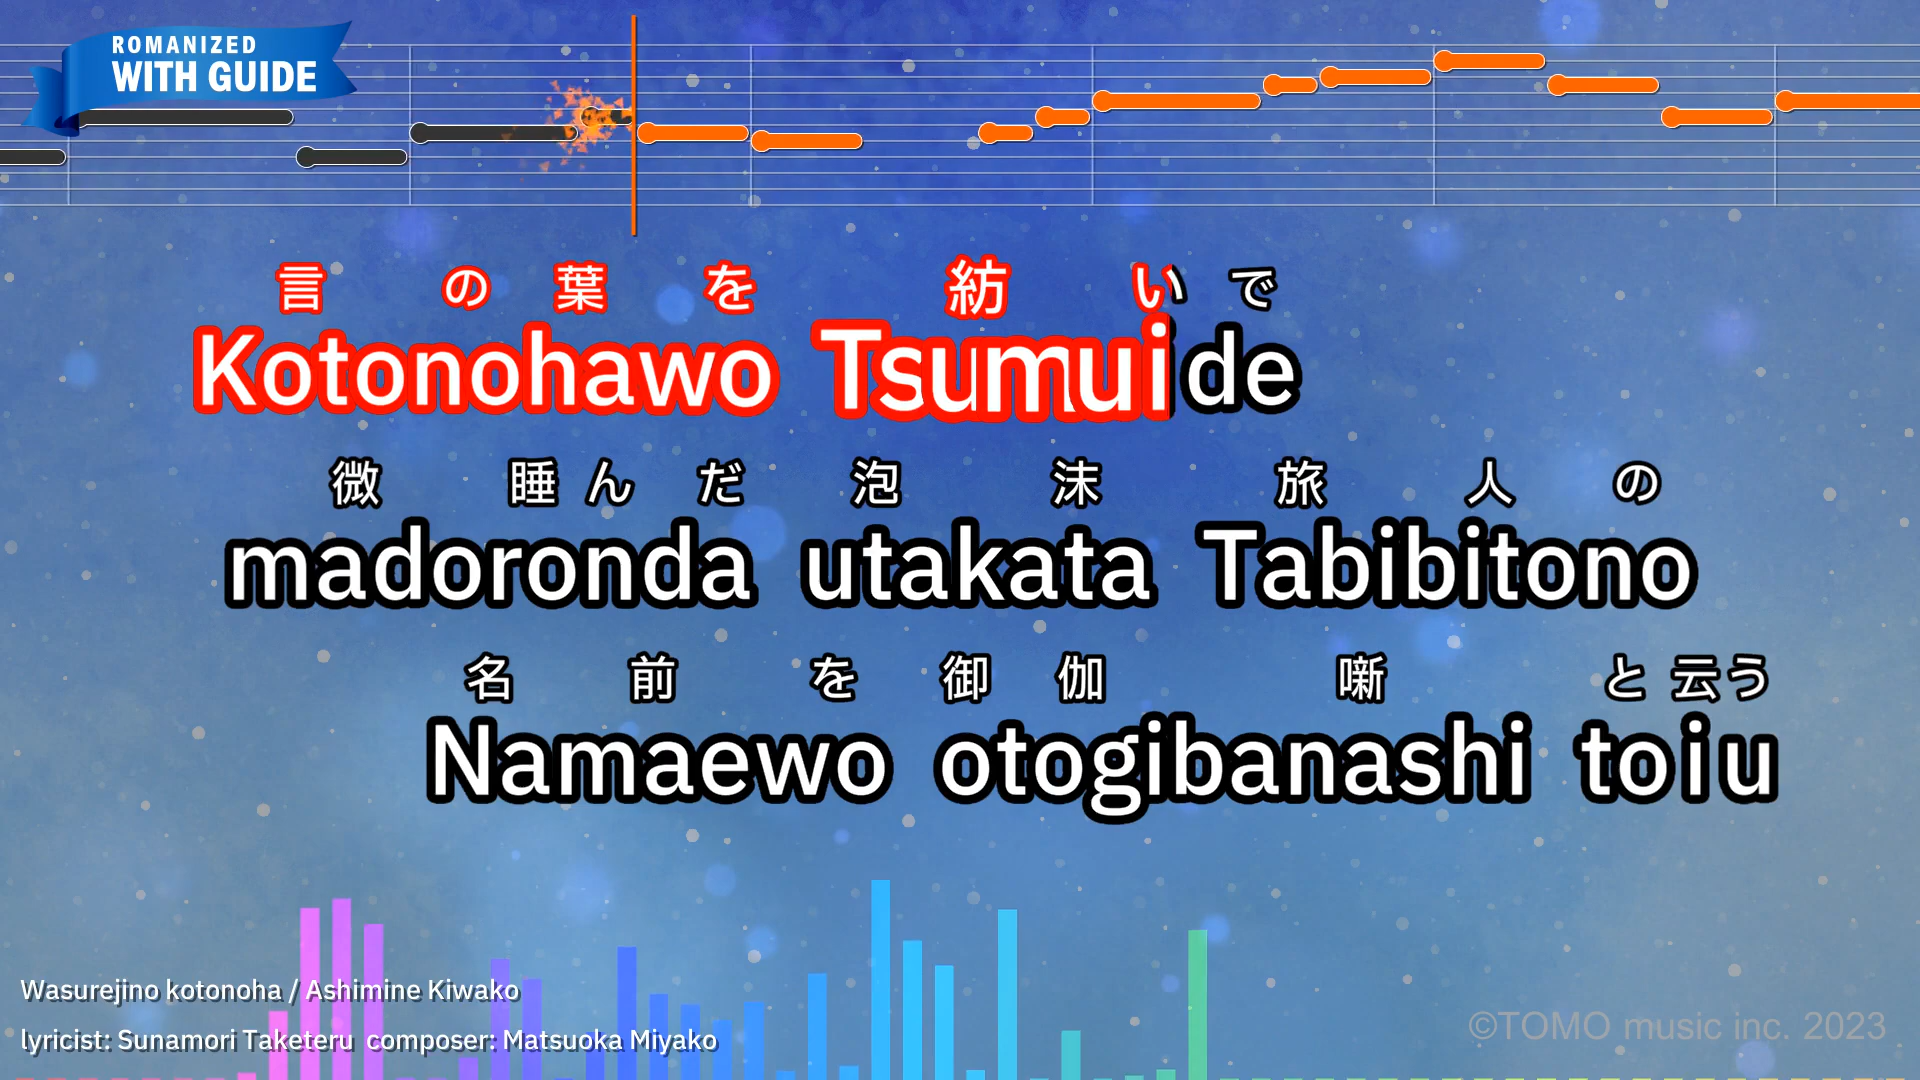 ROMANIZED
WITH GUIDE
言の葉を 紡いで
Kotonohawo Tsumuide
微睡んだ 泡沫 旅人の
madoronda utakata Tabibitono
名前を 御伽噺 と云う
Namaewo otogibanashi toiu
Wasurejino kotonoha / Ashimine Kiwako
lyricist: Sunamori Taketeru composer: Matsuoka Miyako
©TOMO music inc. 2023